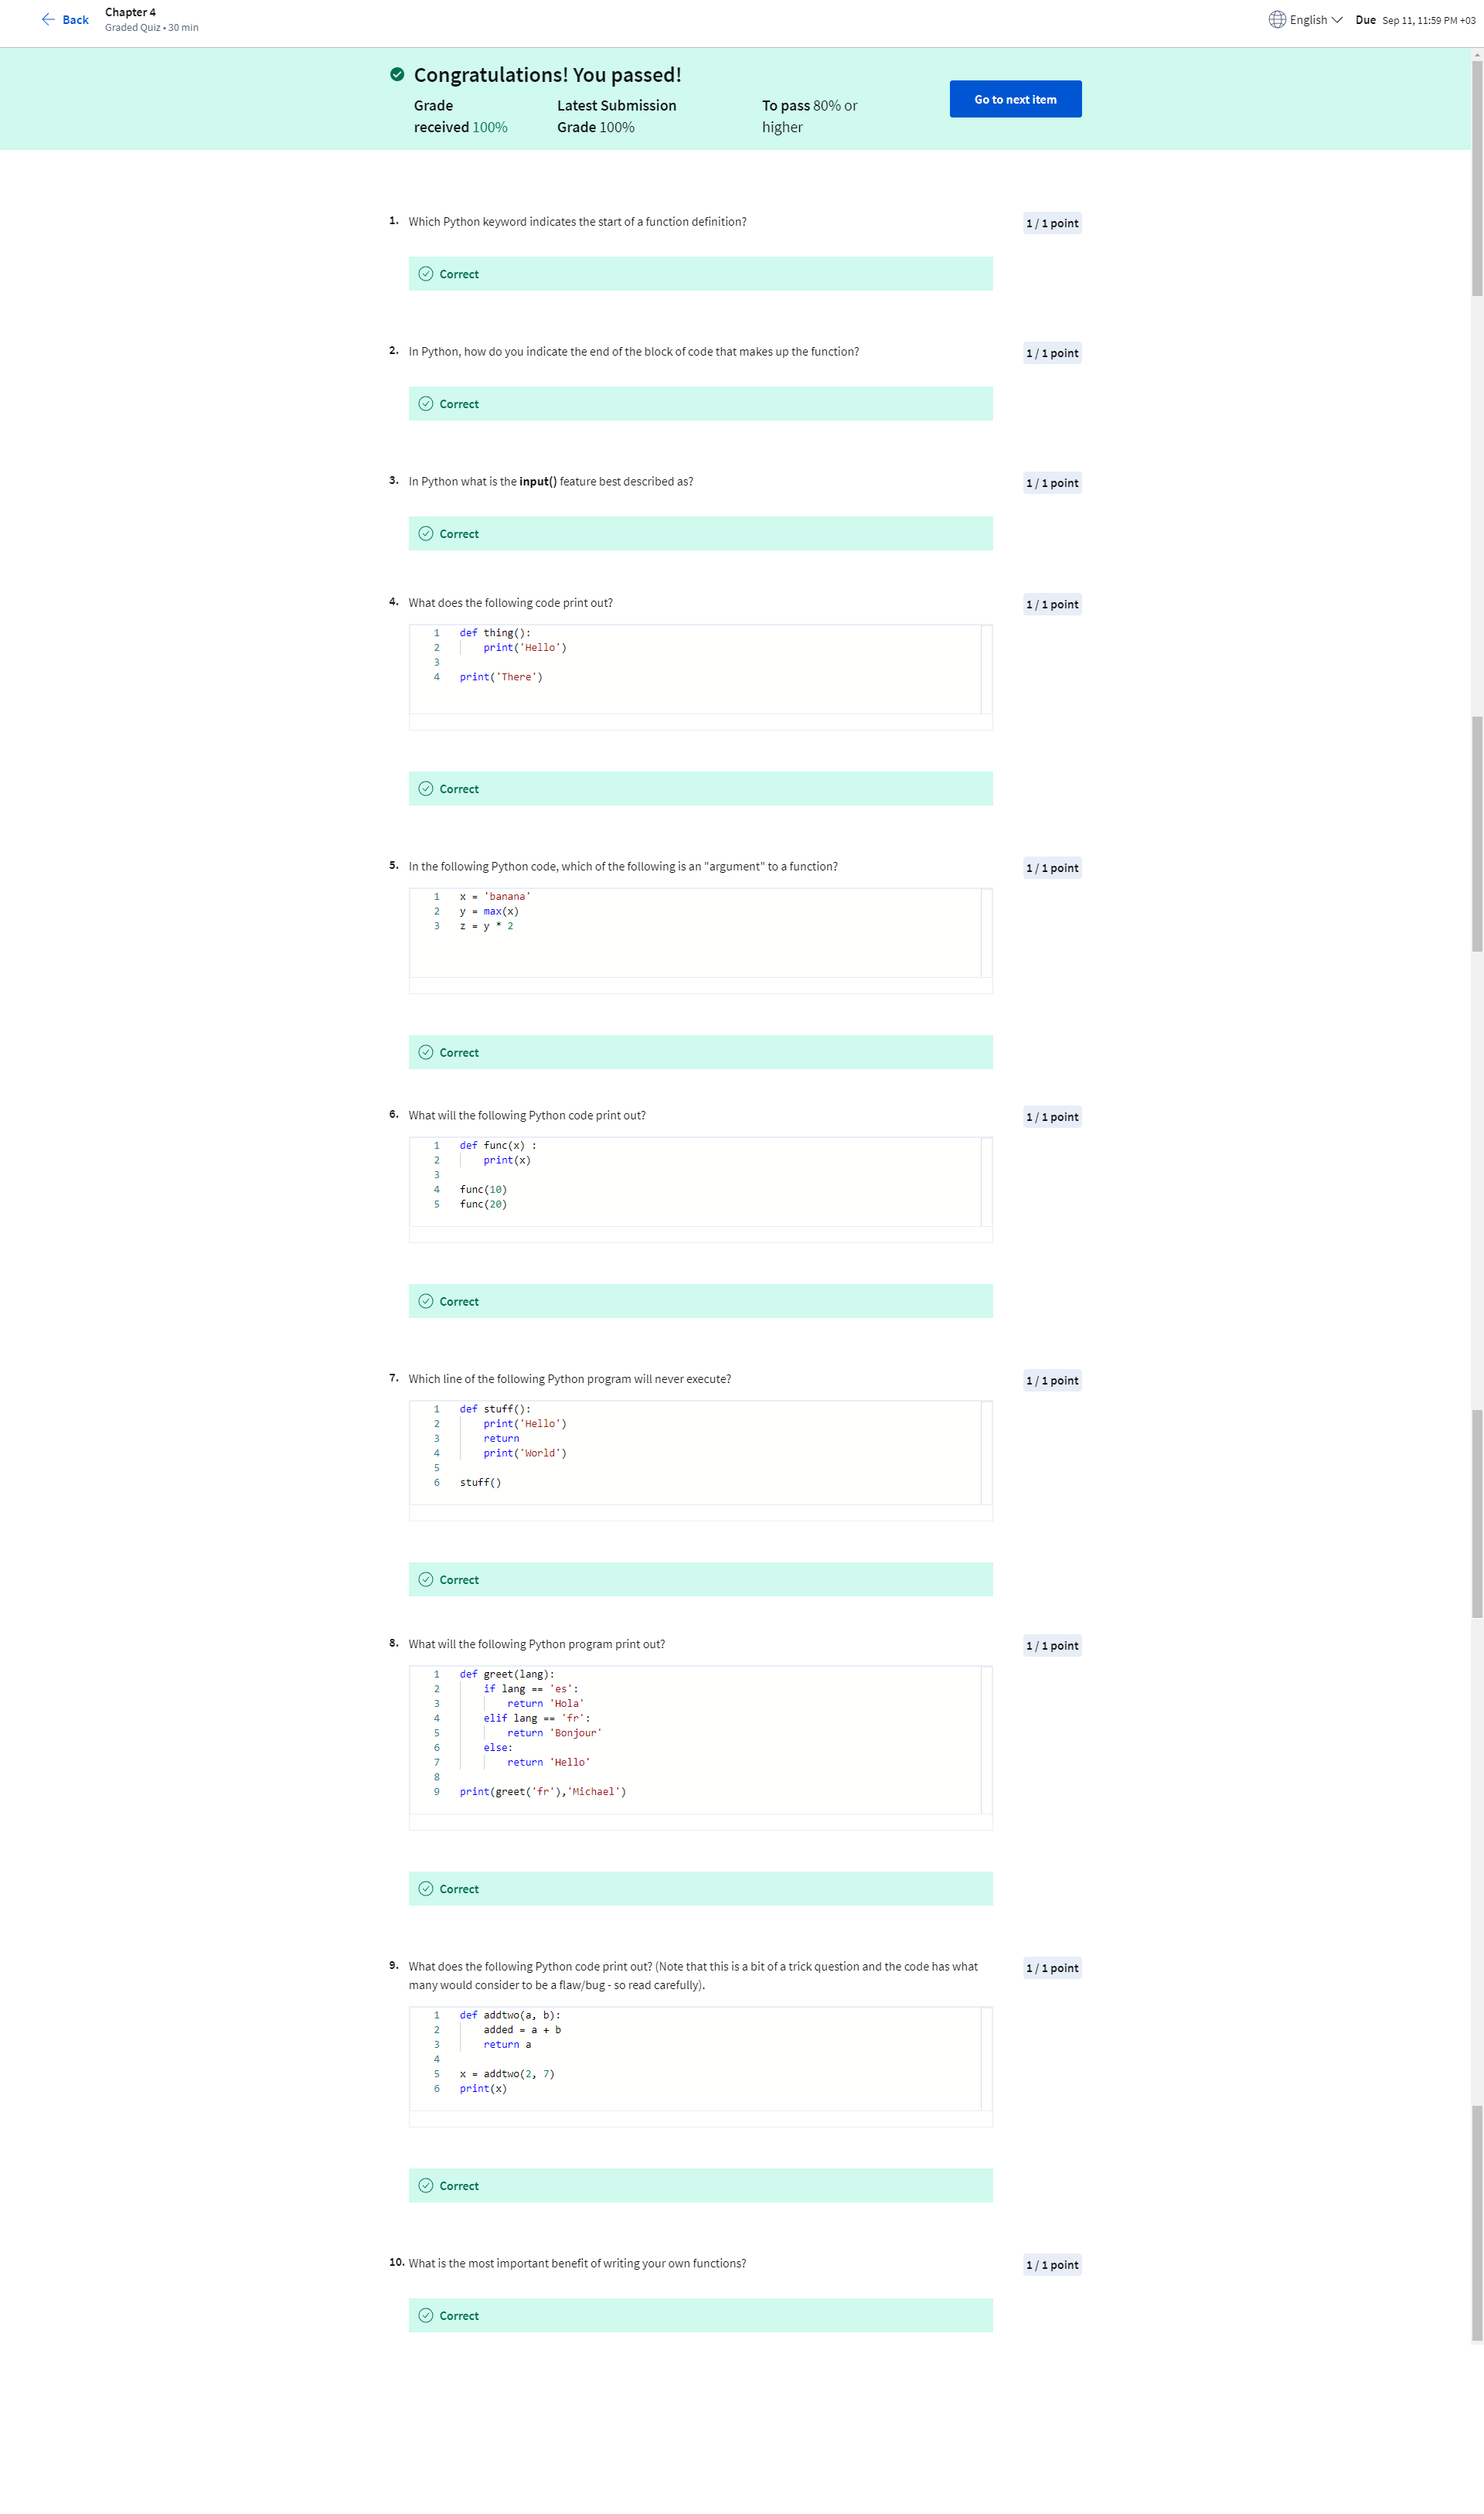 Back
Chapter 4
Graded Quiz • 30 min
English
Due Sep 11, 11:59 PM +03
Congratulations! You passed!
Grade received 100%
Latest Submission Grade 100%
To pass 80% or higher
Go to next item
1. Which Python keyword indicates the start of a function definition?
1 / 1 point
Correct
2. In Python, how do you indicate the end of the block of code that makes up the function?
1 / 1 point
Correct
3. In Python what is the input() feature best described as?
1 / 1 point
Correct
4. What does the following code print out?
1 / 1 point
1 def thing():
2     print('Hello')
3
4 print('There')
Correct
5. In the following Python code, which of the following is an "argument" to a function?
1 / 1 point
1 x = 'banana'
2 y = max(x)
3 z = y * 2
Correct
6. What will the following Python code print out?
1 / 1 point
1 def func(x) :
2     print(x)
3
4 func(10)
5 func(20)
Correct
7. Which line of the following Python program will never execute?
1 / 1 point
1 def stuff():
2     print('Hello')
3     return
4     print('World')
5
6 stuff()
Correct
8. What will the following Python program print out?
1 / 1 point
1 def greet(lang):
2     if lang == 'es':
3         return 'Hola'
4     elif lang == 'fr':
5         return 'Bonjour'
6     else:
7         return 'Hello'
8
9 print(greet('fr'),'Michael')
Correct
9. What does the following Python code print out? (Note that this is a bit of a trick question and the code has what
many would consider to be a flaw/bug - so read carefully).
1 / 1 point
1 def addtwo(a, b):
2     added = a + b
3     return a
4
5 x = addtwo(2, 7)
6 print(x)
Correct
10. What is the most important benefit of writing your own functions?
1 / 1 point
Correct